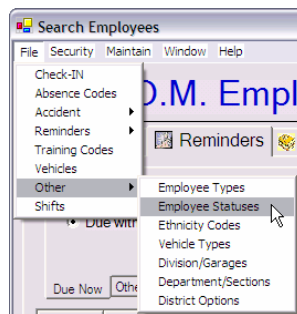 Search Employees
File Security Maintain Window Help
Check-IN
Absence Codes
Accident
Reminders
Training Codes
Vehicles
Other
Shifts
Employee Types
Employee Statuses
Ethnicity Codes
Vehicle Types
Division/Garages
Department/Sections
District Options
.M. Empl
Reminders
Due with
Due Now Othe